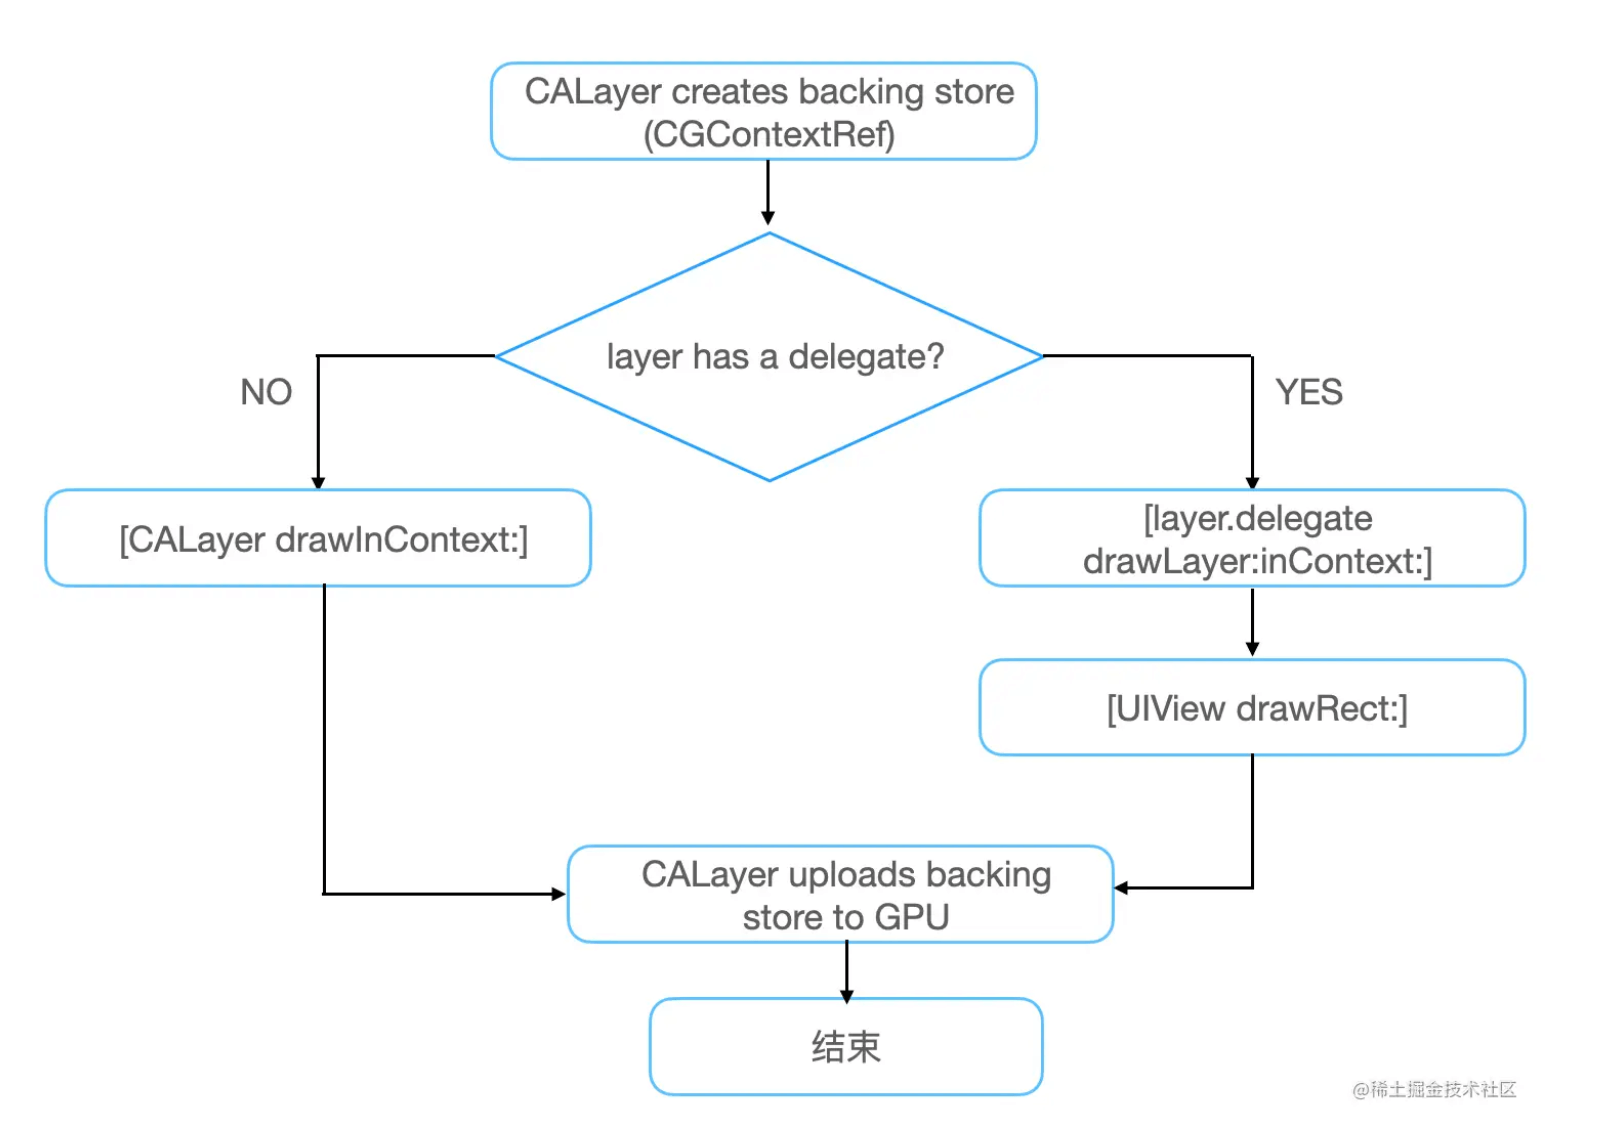 CALayer creates backing store
(CGContextRef)
layer has a delegate?
NO
YES
[CALayer drawInContext:]
[layer.delegate
drawLayer:inContext:]
[UIView drawRect:]
CALayer uploads backing
store to GPU
结束
@稀土掘金技术社区